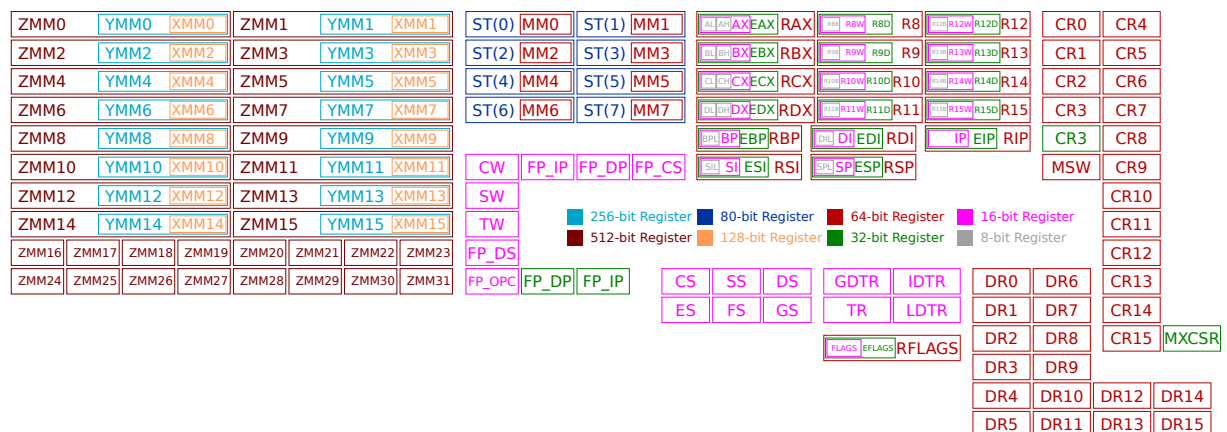 ZMM0 YMM0 XMM0 ZMM1 YMM1 XMM1 ST(0) MM0 ST(1) MM1 AL AH AX EAX RAX R8B R8W R8D R8 R12B R12W R12D R12 CR0 CR4
ZMM2 YMM2 XMM2 ZMM3 YMM3 XMM3 ST(2) MM2 ST(3) MM3 BL BH BX EBX RBX R9B R9W R9D R9 R13B R13W R13D R13 CR1 CR5
ZMM4 YMM4 XMM4 ZMM5 YMM5 XMM5 ST(4) MM4 ST(5) MM5 CL CH CX ECX RCX R10B R10W R10D R10 R14B R14W R14D R14 CR2 CR6
ZMM6 YMM6 XMM6 ZMM7 YMM7 XMM7 ST(6) MM6 ST(7) MM7 DL DH DX EDX RDX R11B R11W R11D R11 R15B R15W R15D R15 CR3 CR7
ZMM8 YMM8 XMM8 ZMM9 YMM9 XMM9 BPL BP EBP RBP DIL DI EDI RDI IP EIP RIP CR3 CR8
ZMM10 YMM10 XMM10 ZMM11 YMM11 XMM11 CW FP_IP FP_DP FP_CS SIL SI ESI RSI SPL SP ESP RSP MSW CR9
ZMM12 YMM12 XMM12 ZMM13 YMM13 XMM13 SW CR10
ZMM14 YMM14 XMM14 ZMM15 YMM15 XMM15 TW 256-bit Register 80-bit Register 64-bit Register 16-bit Register CR11
512-bit Register 128-bit Register 32-bit Register 8-bit Register
ZMM16 ZMM17 ZMM18 ZMM19 ZMM20 ZMM21 ZMM22 ZMM23 FP_DS CR12
ZMM24 ZMM25 ZMM26 ZMM27 ZMM28 ZMM29 ZMM30 ZMM31 FP_OPC FP_DP FP_IP CS SS DS GDTR IDTR DR0 DR6 CR13
ES FS GS TR LDTR DR1 DR7 CR14
FLAGS EFLAGS RFLAGS DR2 DR8 CR15 MXCSR
DR3 DR9
DR4 DR10 DR12 DR14
DR5 DR11 DR13 DR15